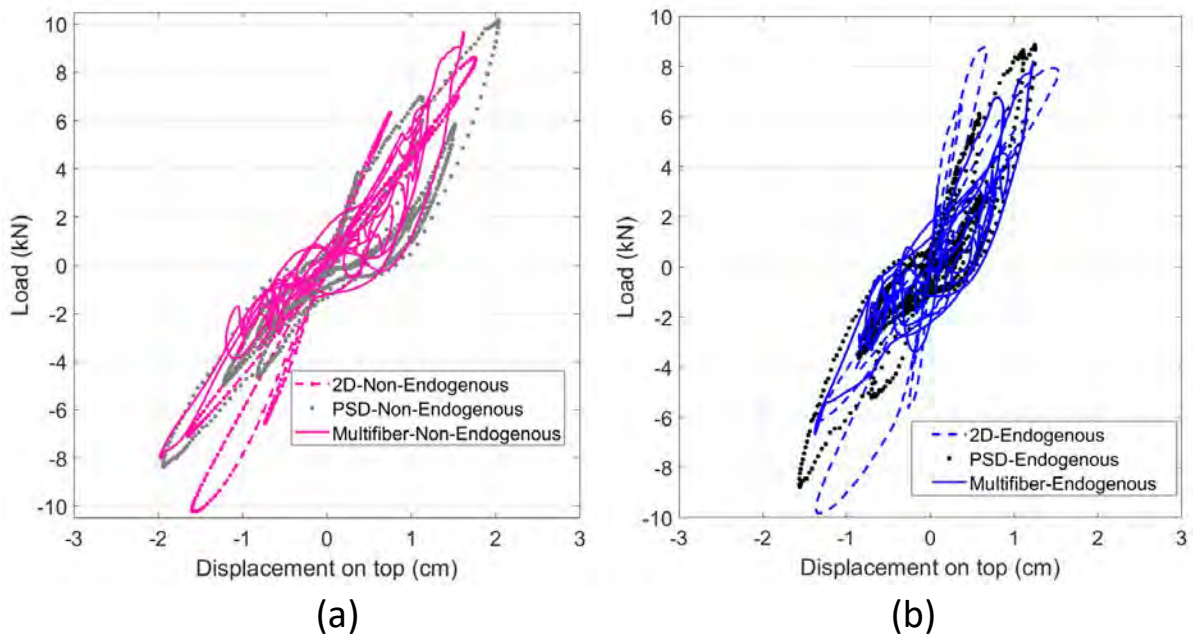 10
8
6
4
2
0
-2
-4
-6
-8
-10
Load (kN)
2D-Non-Endogenous
PSD-Non-Endogenous
Multifiber-Non-Endogenous
-3 -2 -1 0 1 2 3
Displacement on top (cm)
(a)
10
8
6
4
2
0
-2
-4
-6
-8
-10
Load (kN)
2D-Endogenous
PSD-Endogenous
Multifiber-Endogenous
-3 -2 -1 0 1 2 3
Displacement on top (cm)
(b)